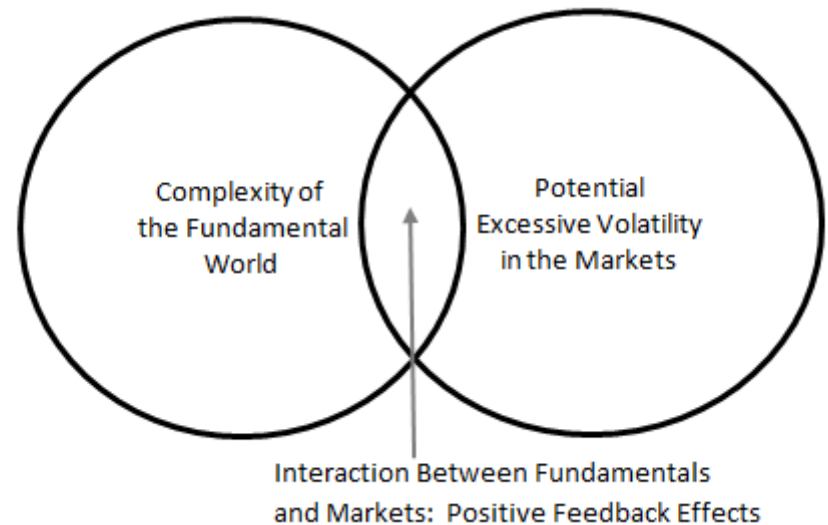 Complexity of
the Fundamental
World
Potential
Excessive Volatility
in the Markets
Interaction Between Fundamentals
and Markets:  Positive Feedback Effects